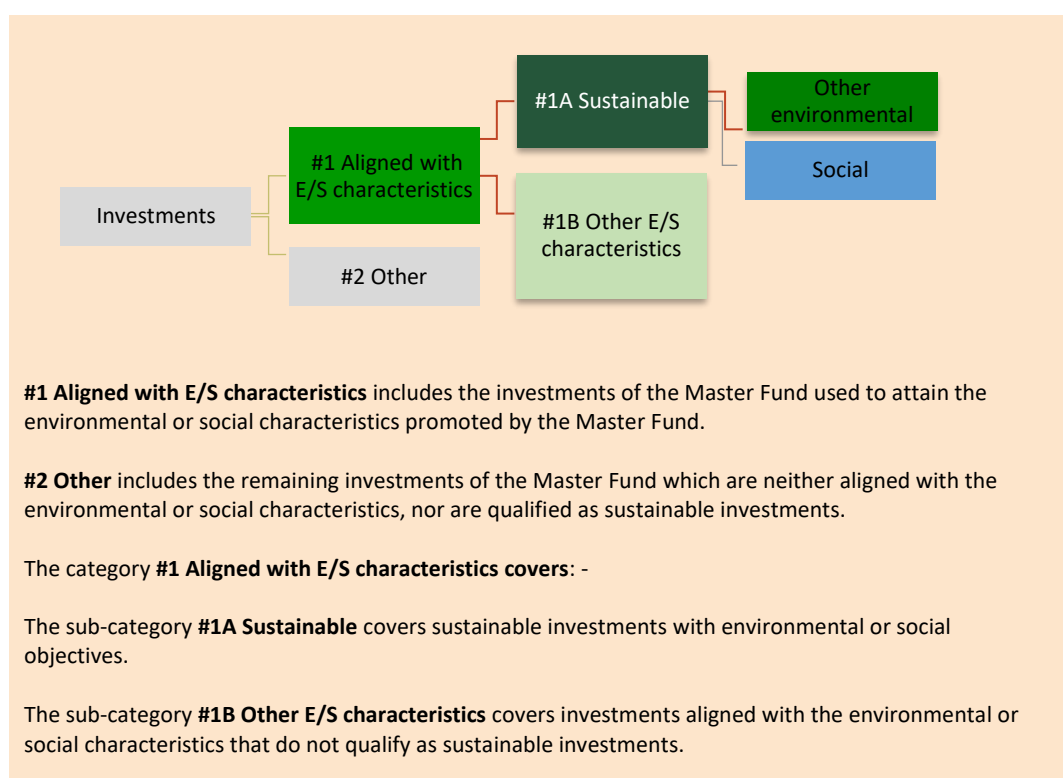 Investments
#1 Aligned with
E/S characteristics
#2 Other
#1A Sustainable
#1B Other E/S
characteristics
Other
environmental
Social
#1 Aligned with E/S characteristics includes the investments of the Master Fund used to attain the
environmental or social characteristics promoted by the Master Fund.
#2 Other includes the remaining investments of the Master Fund which are neither aligned with the
environmental or social characteristics, nor are qualified as sustainable investments.
The category #1 Aligned with E/S characteristics covers: -
The sub-category #1A Sustainable covers sustainable investments with environmental or social
objectives.
The sub-category #1B Other E/S characteristics covers investments aligned with the environmental or
social characteristics that do not qualify as sustainable investments.